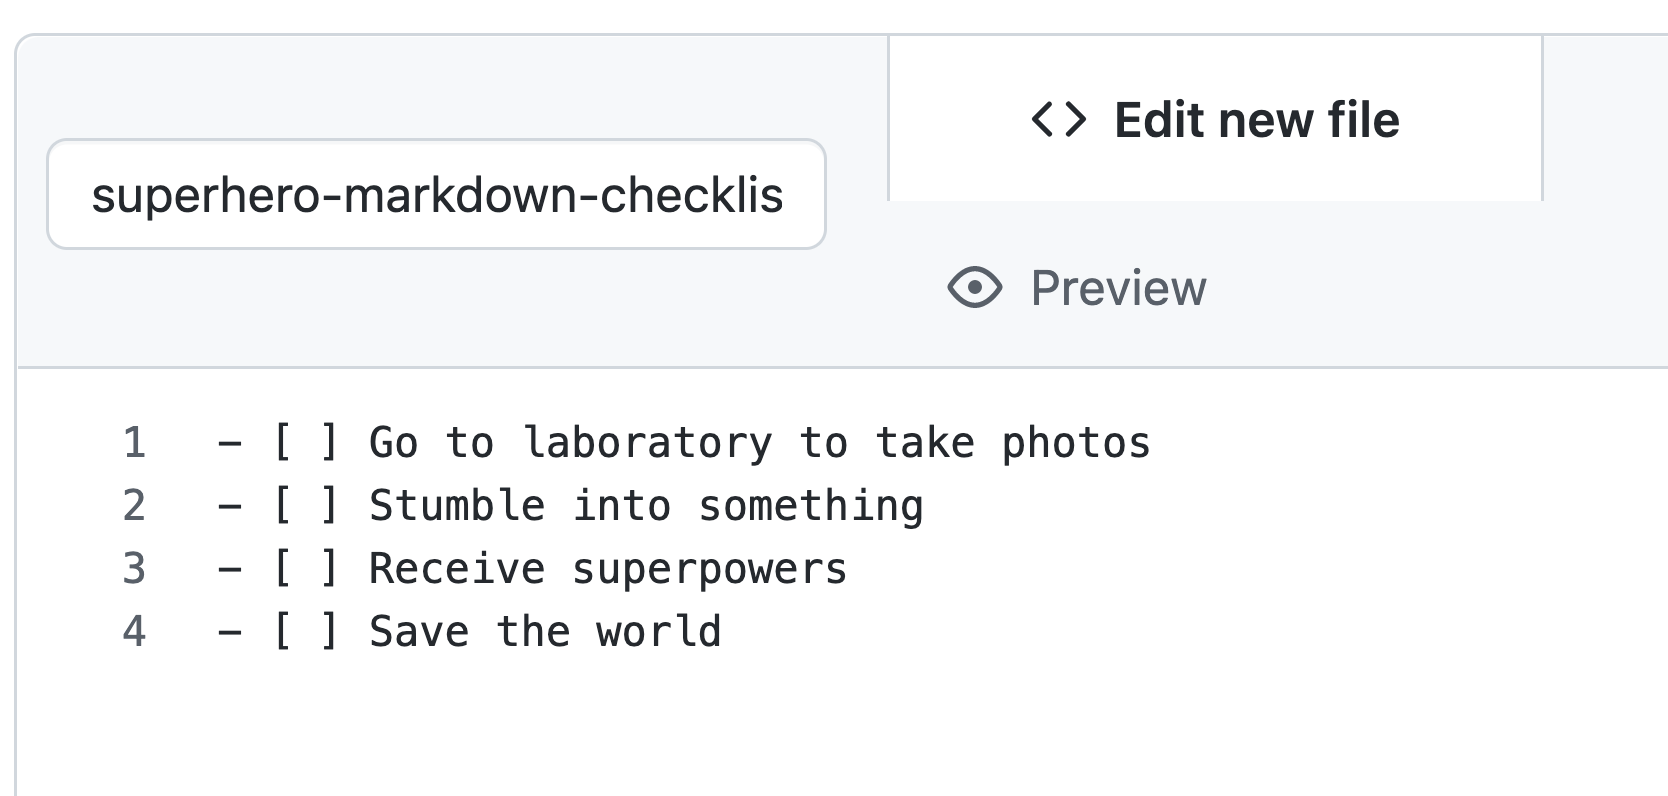 superhero-markdown-checklis
<> Edit new file
Preview
1 - [ ] Go to laboratory to take photos
2 - [ ] Stumble into something
3 - [ ] Receive superpowers
4 - [ ] Save the world